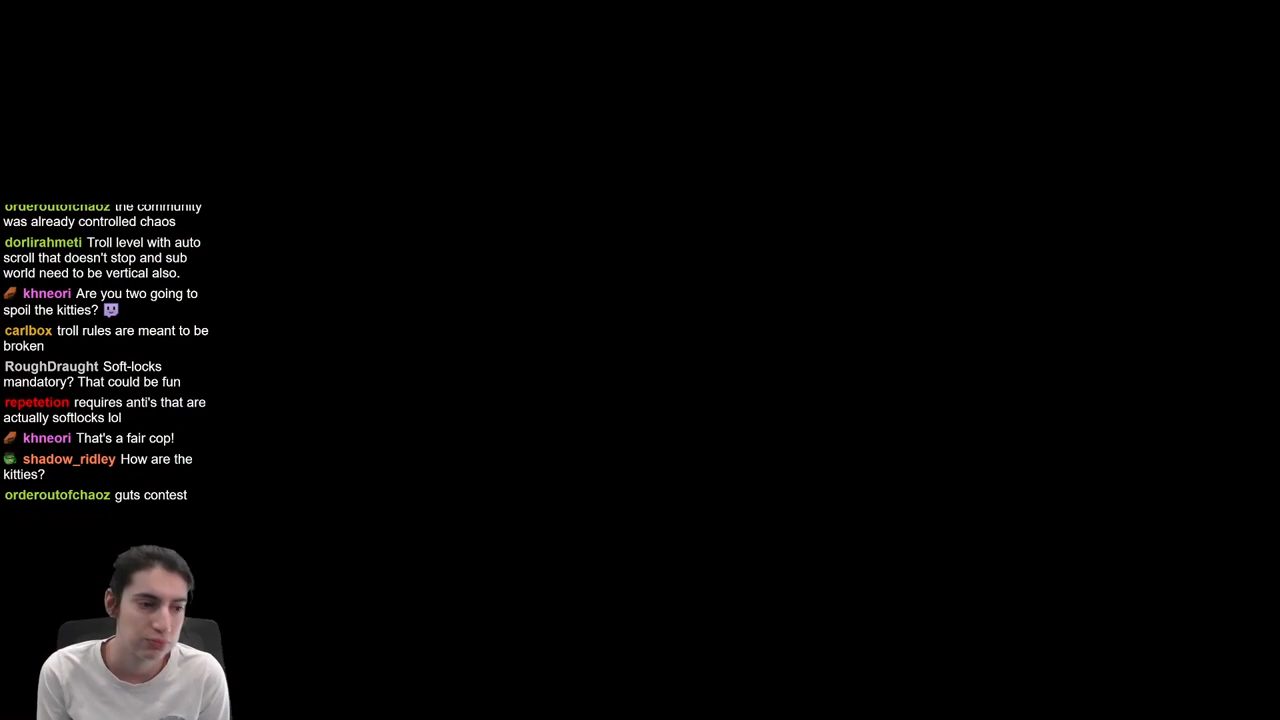 orderoutofchaoz the community
was already controlled chaos
dorlirahmeti Troll level with auto
scroll that doesn't stop and sub
world need to be vertical also.
khneori Are you two going to
spoil the kitties?
carlbox troll rules are meant to be
broken
RoughDraught Soft-locks
mandatory? That could be fun
repetetion requires anti's that are
actually softlocks lol
khneori That's a fair cop!
shadow_ridley How are the
kitties?
orderoutofchaoz guts contest